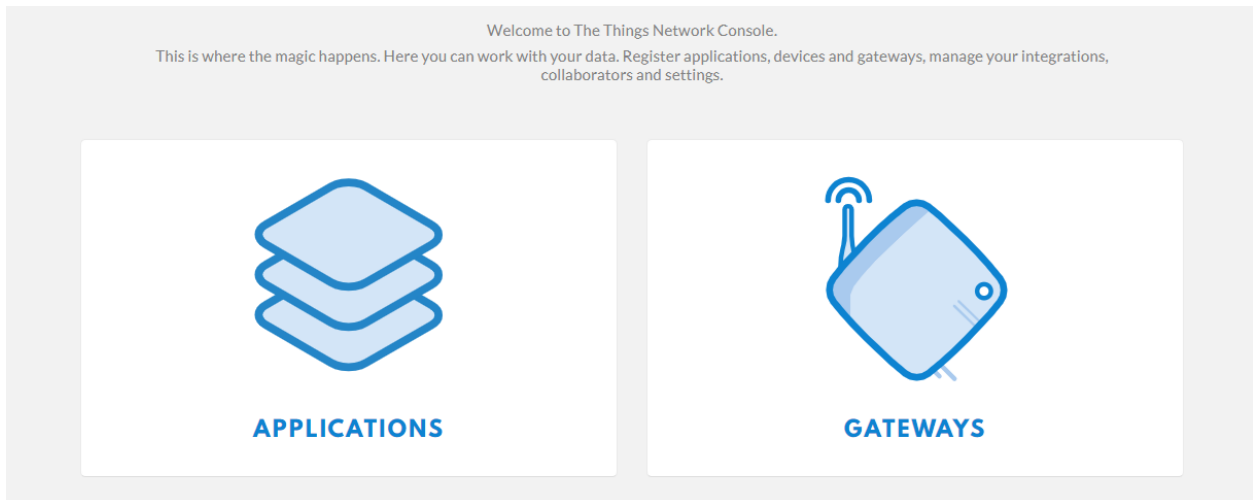 Welcome to The Things Network Console.
This is where the magic happens. Here you can work with your data. Register applications, devices and gateways, manage your integrations,
collaborators and settings.
APPLICATIONS
GATEWAYS